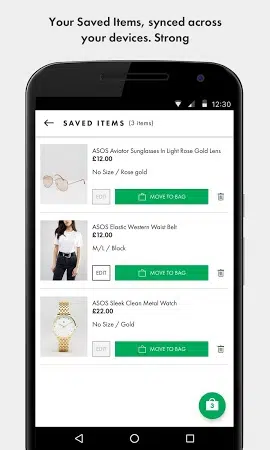 Your Saved Items, synced across
your devices. Strong
12:30
SAVED ITEMS (3 items)
ASOS Aviator Sunglasses In Light Rose Gold Lens
£12.00
No Size / Rose gold
EDIT
MOVE TO BAG
ASOS Elastic Western Waist Belt
£12.00
M/L / Black
EDIT
MOVE TO BAG
ASOS Sleek Clean Metal Watch
£22.00
No Size / Gold
EDIT
MOVE TO BAG
3